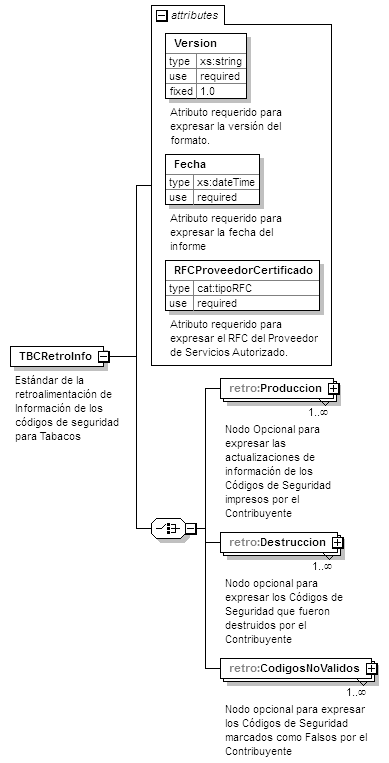 attributes
Version
type xs:string
use required
fixed 1.0
Atributo requerido para
expresar la versión del
formato.
Fecha
type xs:dateTime
use required
Atributo requerido para
expresar la fecha del
informe
RFCProveedorCertificado
type cat:tipoRFC
use required
Atributo requerido para
expresar el RFC del Proveedor
de Servicios Autorizado.
TBCRetroInfo
Estándar de la
retroalimentación de
Información de los
códigos de seguridad
para Tabacos
retro:Produccion
1..∞
Nodo Opcional para
expresar las
actualizaciones de
información de los
Códigos de Seguridad
impresos por el
Contribuyente
retro:Destruccion
1..∞
Nodo opcional para
expresar los Códigos de
Seguridad que fueron
destruidos por el
Contribuyente
retro:CodigosNoValidos
1..∞
Nodo opcional para expresar
los Códigos de Seguridad
marcados como Falsos por el
Contribuyente